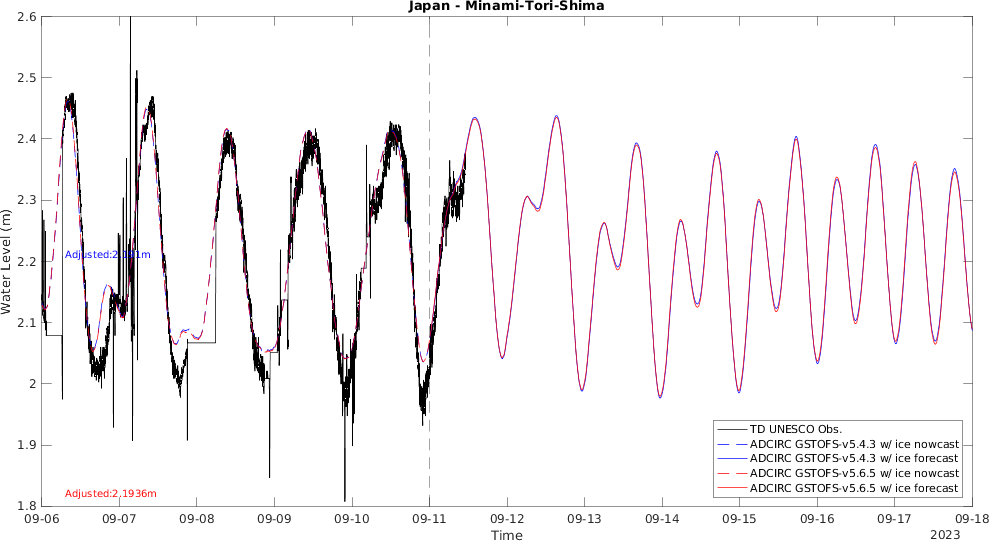 Japan - Minami-Tori-Shima
2.6
2.5
2.4
2.3
2.2
2.1
2
1.9
1.8
Water Level (m)
Adjusted:2.1936m
TD UNESCO Obs.
ADCIRC GSTOFS-v5.4.3 w/ ice nowcast
ADCIRC GSTOFS-v5.4.3 w/ ice forecast
ADCIRC GSTOFS-v5.6.5 w/ ice nowcast
ADCIRC GSTOFS-v5.6.5 w/ ice forecast
09-06 09-07 09-08 09-09 09-10 09-11 09-12 09-13 09-14 09-15 09-16 09-17 09-18
Time
2023